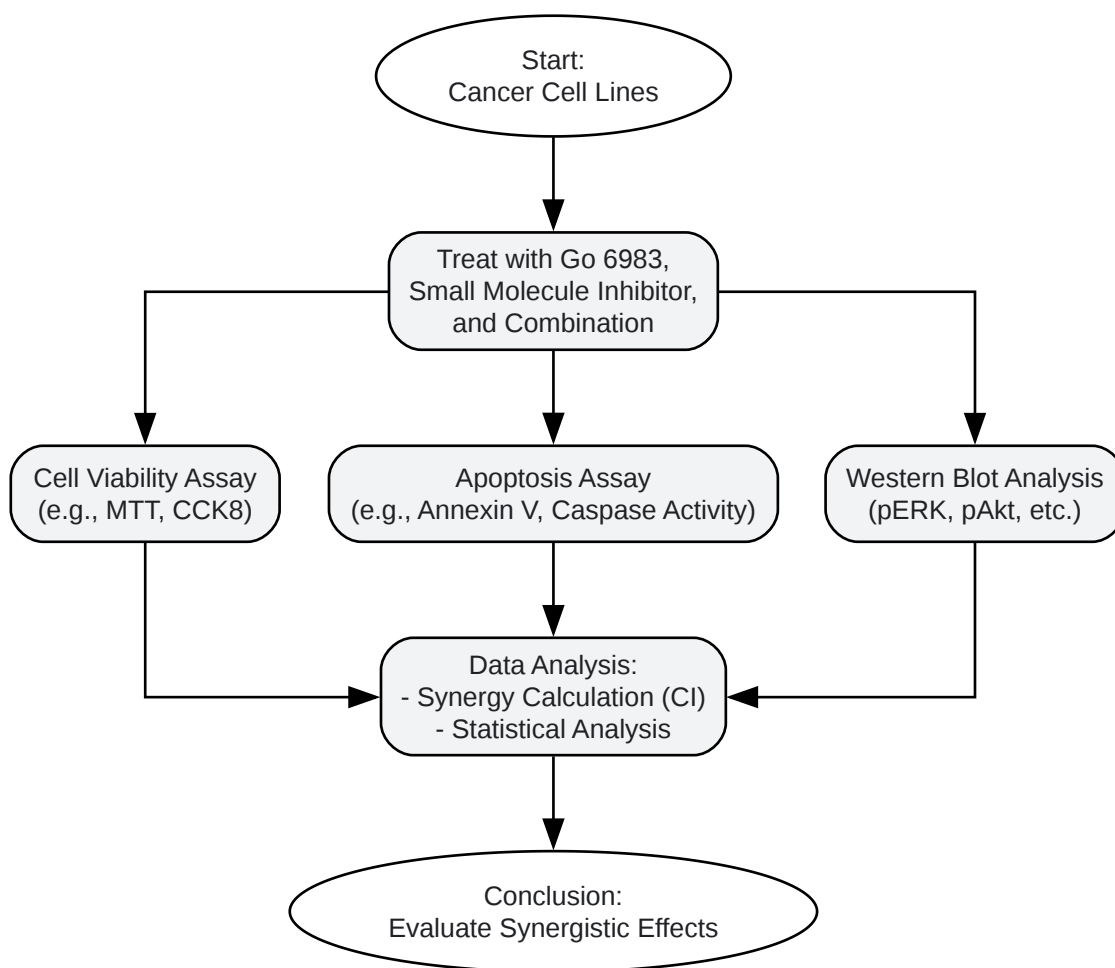 Start:
Cancer Cell Lines
Treat with Go 6983,
Small Molecule Inhibitor,
and Combination
Cell Viability Assay
(e.g., MTT, CCK8)
Apoptosis Assay
(e.g., Annexin V, Caspase Activity)
Western Blot Analysis
(pERK, pAkt, etc.)
Data Analysis:
- Synergy Calculation (CI)
- Statistical Analysis
Conclusion:
Evaluate Synergistic Effects